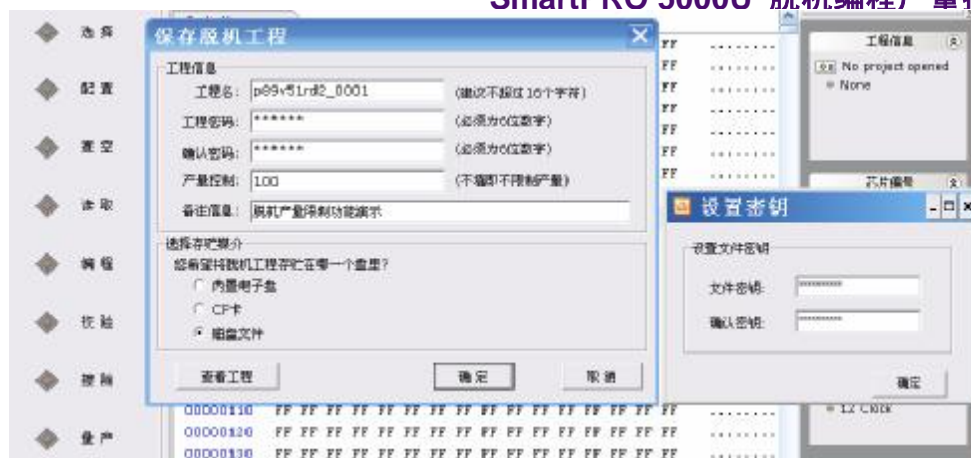 SmartPRO 5000U 脱机编程产量控
选择
配置
置空
读取
编程
校验
擦除
量产
保存脱机工程
工程信息
工程名: p89v51rd2_0001 (建议不超过16个字符)
工程密码: ****** (必须为6位数字)
确认密码: ****** (必须为6位数字)
产量控制: 100 (不填即不限制产量)
备注信息: 脱机产量限制功能演示
选择存贮媒介
您希望将脱机工程存贮在哪一个盘里?
内置电子盘
CF卡
磁盘文件
查看工程 确定 取消
00000110 FF FF FF FF FF FF FF FF FF FF FF FF FF FF FF FF ........
00000120 FF FF FF FF FF FF FF FF FF FF FF FF FF FF FF FF ........
00000130 FF FF FF FF FF FF FF FF FF FF FF FF FF FF FF FF
FF ........
FF ........
FF ........
FF ........
FF ........
FF ........
FF ........
工程信息
No project opened
None
芯片编号
设置密钥
设置文件密钥
文件密钥: **********
确认密钥: **********
确定
12 Clock